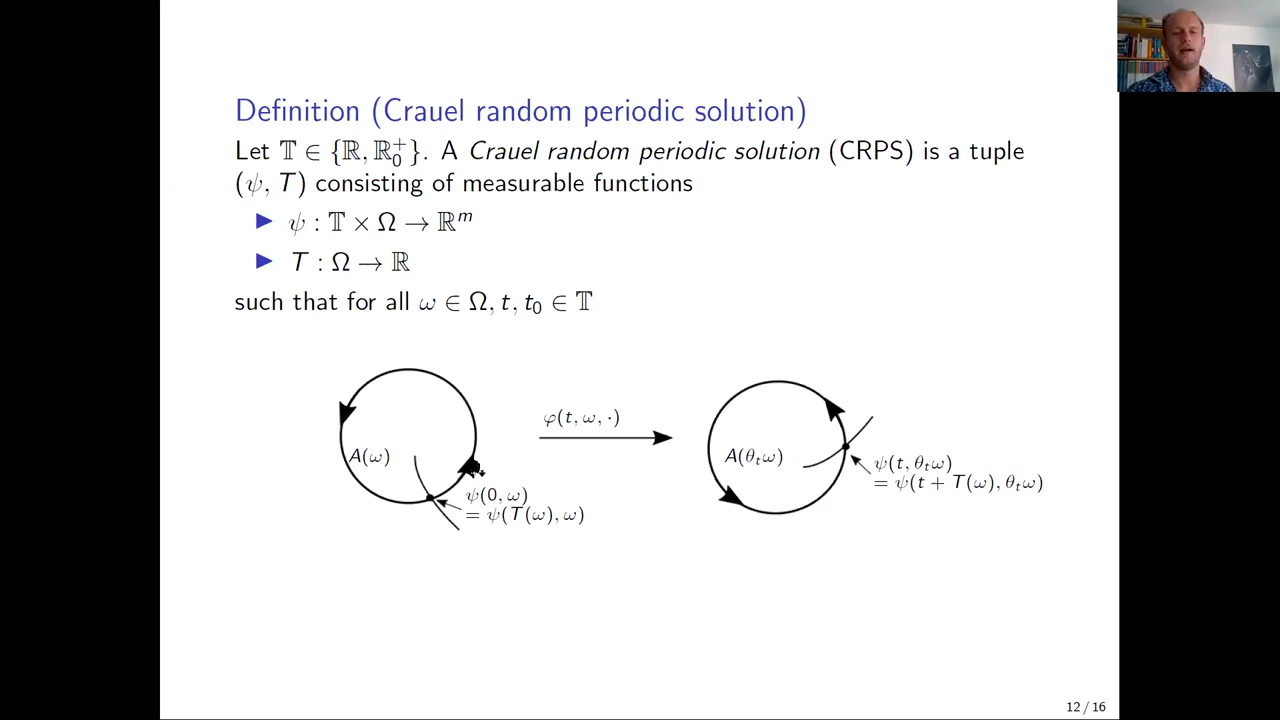 Definition (Crauel random periodic solution)
Let 𝕋 ∈ {ℝ, ℝ₀⁺}. A Crauel random periodic solution (CRPS) is a tuple
(ψ, T) consisting of measurable functions
▶ ψ : 𝕋 × Ω → ℝᵐ
▶ T : Ω → ℝ
such that for all ω ∈ Ω, t, t₀ ∈ 𝕋
φ(t, ω, ·)
A(ω)
ψ(0, ω)
= ψ(T(ω), ω)
A(θₜω)
ψ(t, θₜω)
= ψ(t + T(ω), θₜω)
12 / 16